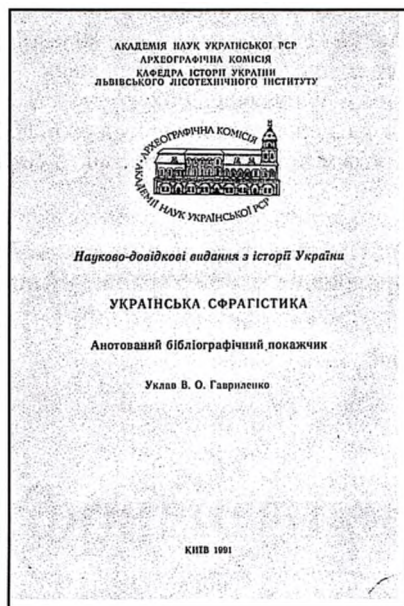 АКАДЕМІЯ НАУК УКРАЇНСЬКОЇ РСР
АРХЕОГРАФІЧНА КОМІСІЯ
КАФЕДРА ІСТОРІЇ УКРАЇНИ
ЛЬВІВСЬКОГО ЛІСОТЕХНІЧНОГО ІНСТИТУТУ
АРХЕОГРАФІЧНА КОМІСІЯ
АКАДЕМІЇ НАУК УКРАЇНСЬКОЇ РСР
Науково-довідкові видання з історії України
УКРАЇНСЬКА СФРАГІСТИКА
Анотований бібліографічний покажчик
Уклав В. О. Гавриленко
КИЇВ 1991